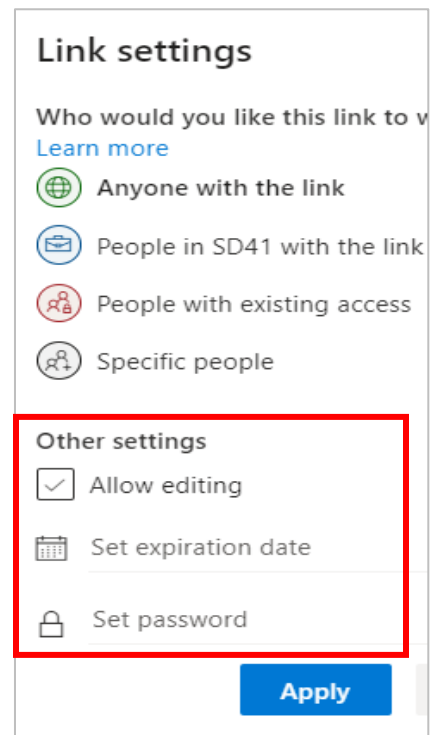 Link settings
Who would you like this link to
Learn more
Anyone with the link
People in SD41 with the link
People with existing access
Specific people
Other settings
Allow editing
Set expiration date
Set password
Apply